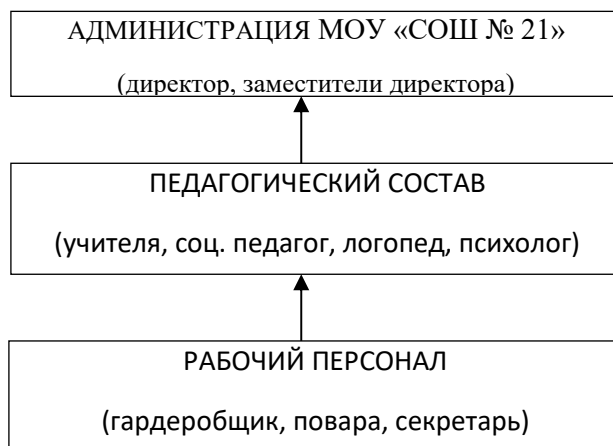 АДМИНИСТРАЦИЯ МОУ «СОШ № 21»
(директор, заместители директора)
ПЕДАГОГИЧЕСКИЙ СОСТАВ
(учителя, соц. педагог, логопед, психолог)
РАБОЧИЙ ПЕРСОНАЛ
(гардеробщик, повара, секретарь)